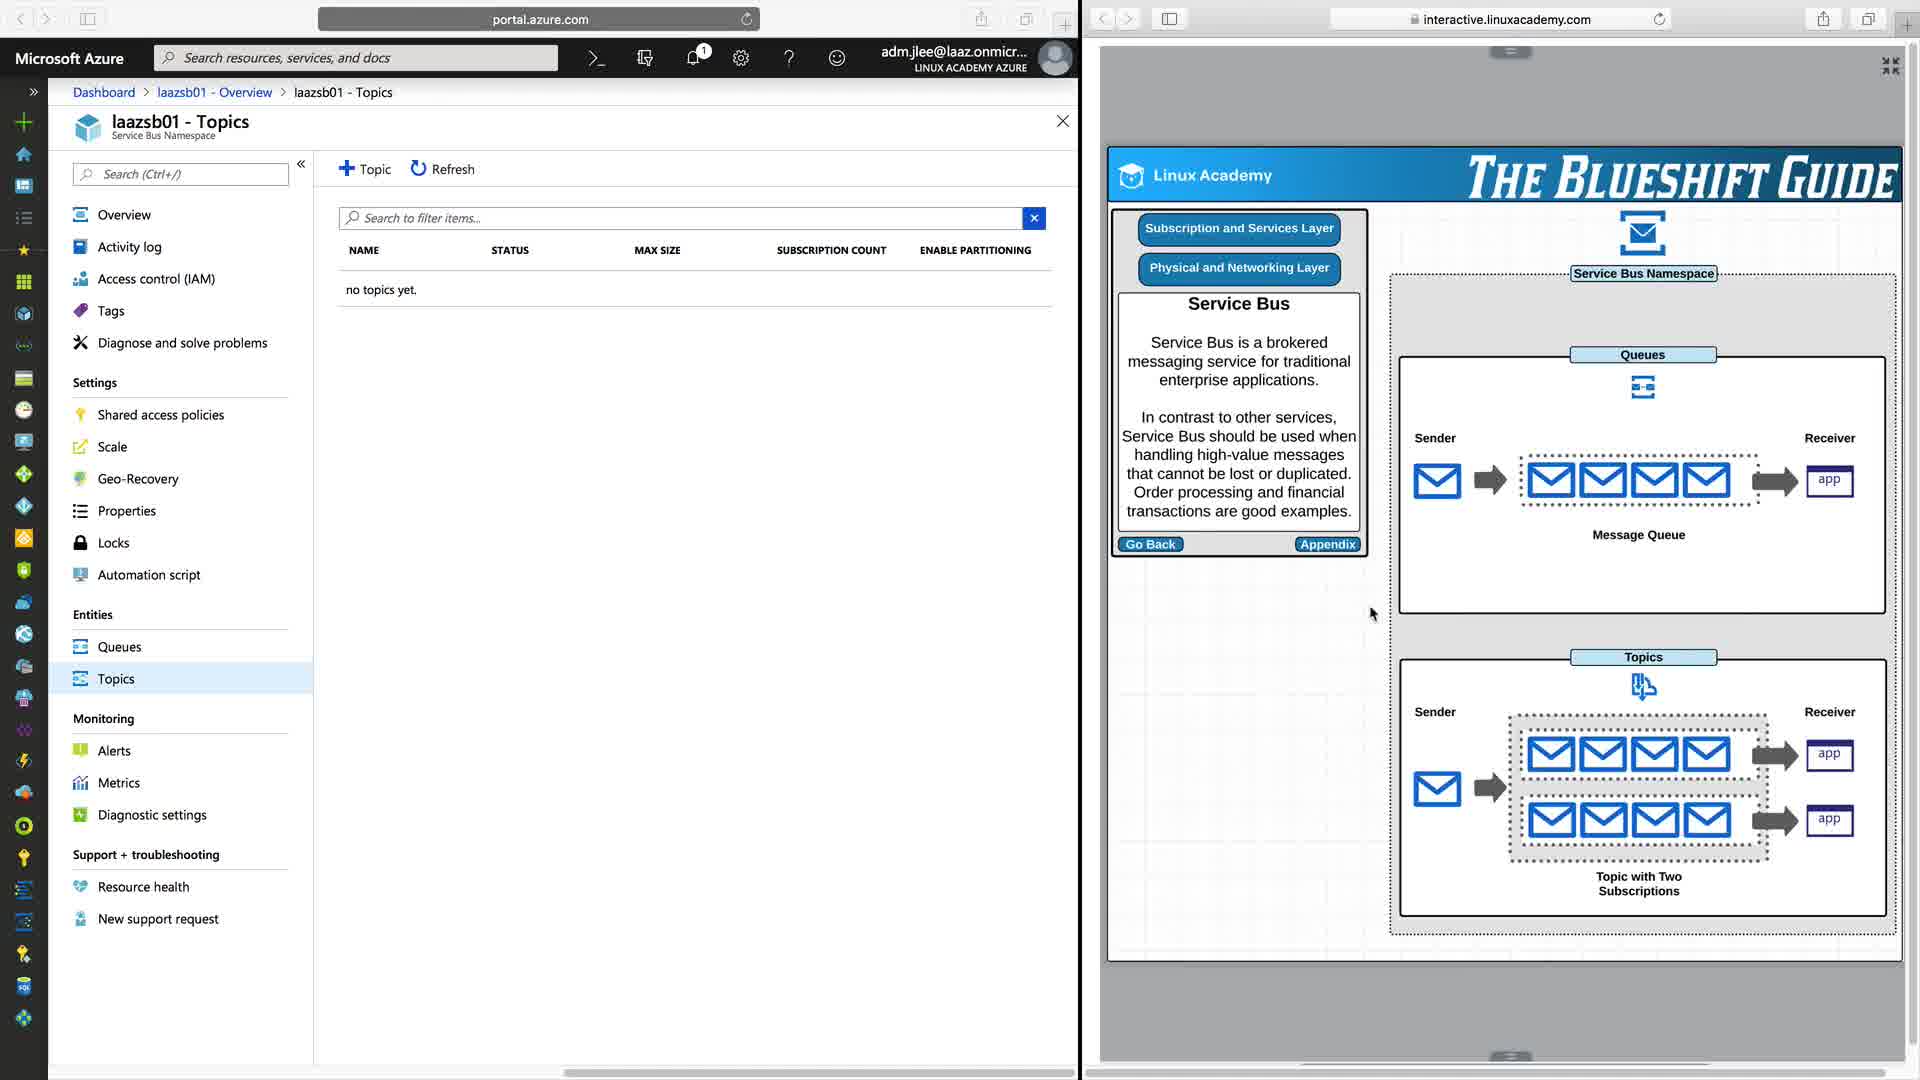 portal.azure.com
Microsoft Azure
Search resources, services, and docs
1
adm.jlee@laaz.onmicr...
LINUX ACADEMY AZURE
Dashboard > laazsb01 - Overview > laazsb01 - Topics
laazsb01 - Topics
Service Bus Namespace
Search (Ctrl+/)
Overview
Activity log
Access control (IAM)
Tags
Diagnose and solve problems
Settings
Shared access policies
Scale
Geo-Recovery
Properties
Locks
Automation script
Entities
Queues
Topics
Monitoring
Alerts
Metrics
Diagnostic settings
Support + troubleshooting
Resource health
New support request
Topic
Refresh
Search to filter items...
NAME STATUS MAX SIZE SUBSCRIPTION COUNT ENABLE PARTITIONING
no topics yet.
interactive.linuxacademy.com
Linux Academy
THE BLUESHIFT GUIDE
Subscription and Services Layer
Physical and Networking Layer
Service Bus
Service Bus is a brokered
messaging service for traditional
enterprise applications.
In contrast to other services,
Service Bus should be used when
handling high-value messages
that cannot be lost or duplicated.
Order processing and financial
transactions are good examples.
Go Back
Appendix
Service Bus Namespace
Queues
Sender
Receiver
app
Message Queue
Topics
Sender
Receiver
app
app
Topic with Two
Subscriptions